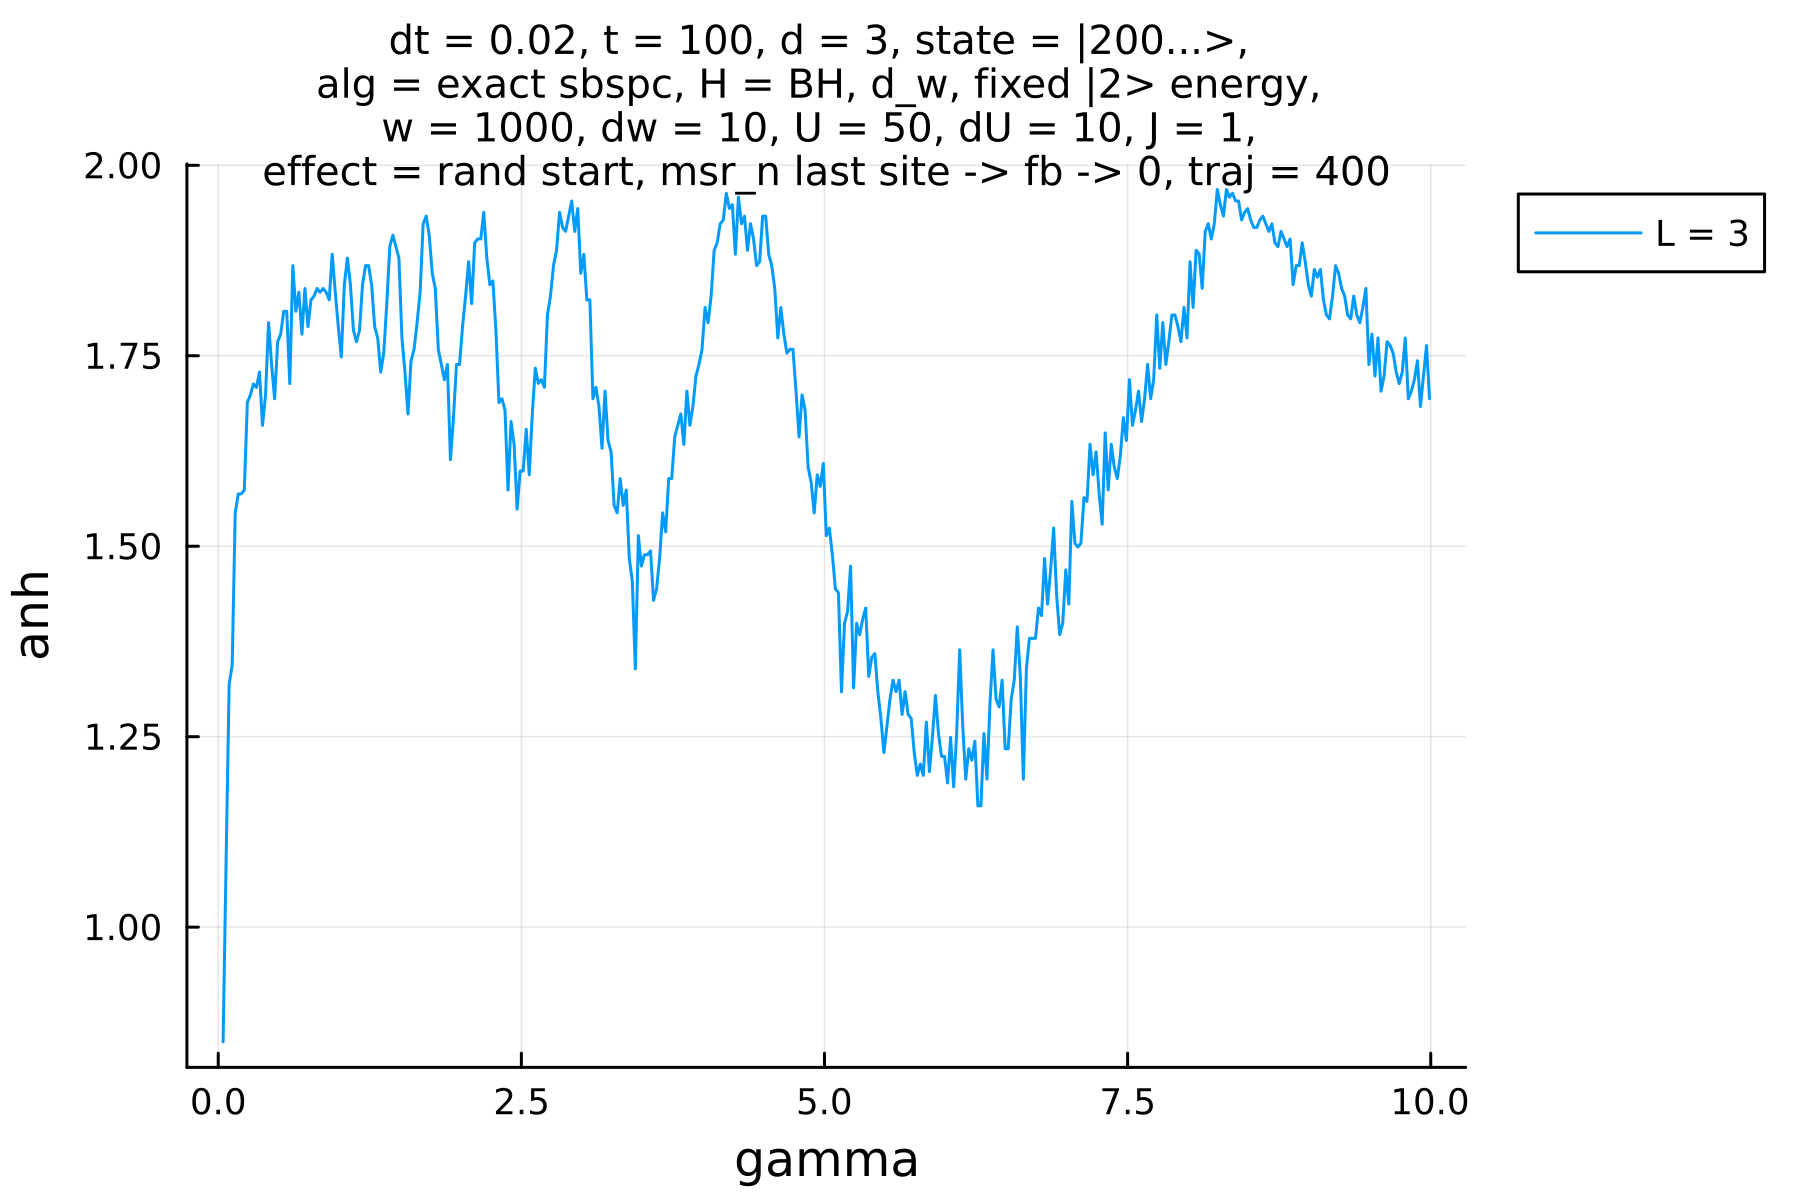 dt = 0.02, t = 100, d = 3, state = |200...>,
alg = exact sbspc, H = BH, d_w, fixed |2> energy,
w = 1000, dw = 10, U = 50, dU = 10, J = 1,
effect = rand start, msr_n last site -> fb -> 0, traj = 400
2.00
1.75
1.50
1.25
1.00
anh
0.0 2.5 5.0 7.5 10.0
gamma
L = 3